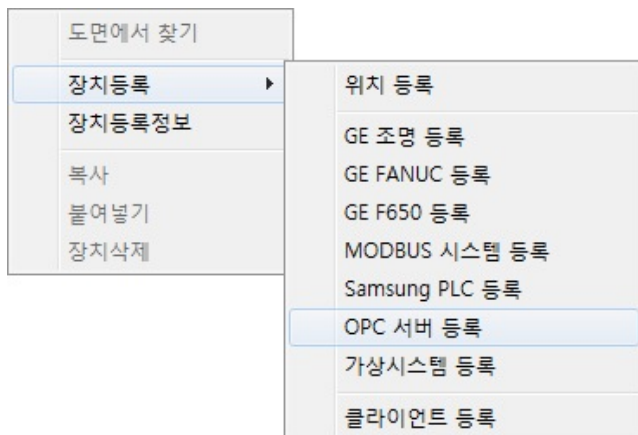 도면에서 찾기
장치등록
장치등록정보
복사
붙여넣기
장치삭제
위치 등록
GE 조명 등록
GE FANUC 등록
GE F650 등록
MODBUS 시스템 등록
Samsung PLC 등록
OPC 서버 등록
가상시스템 등록
클라이언트 등록